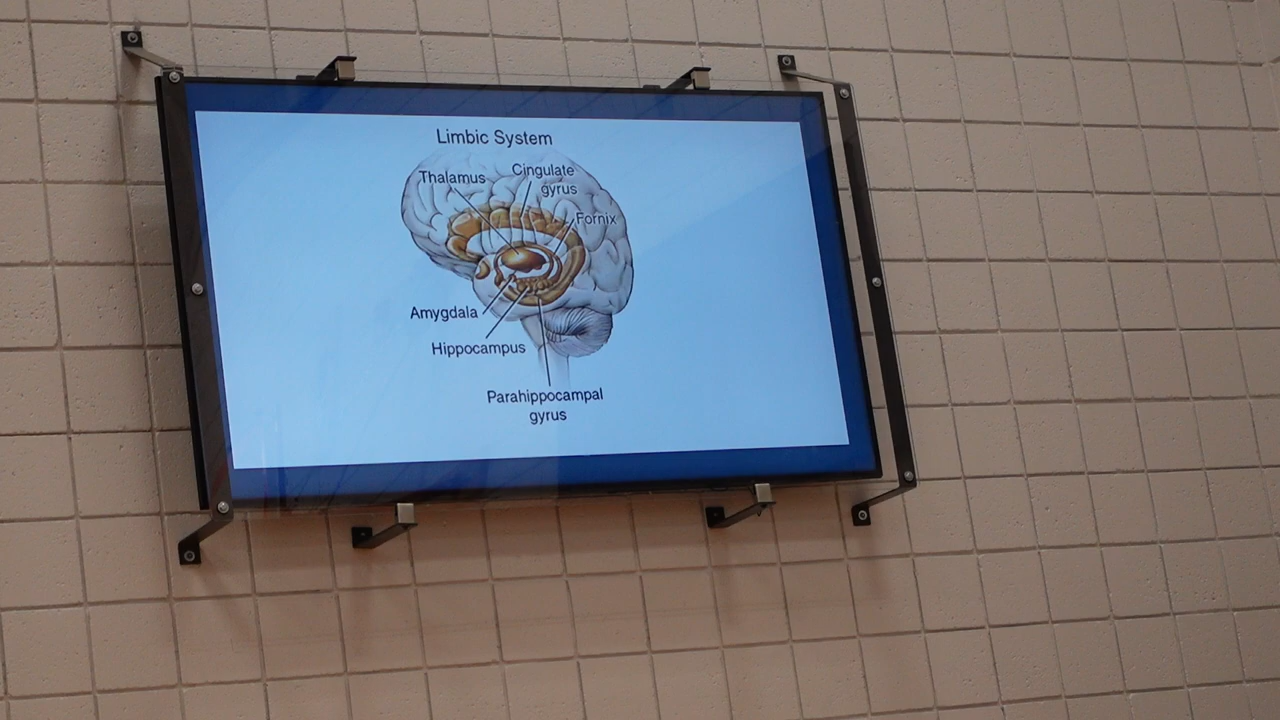 Limbic System
Thalamus
Cingulate
gyrus
Fornix
Amygdala
Hippocampus
Parahippocampal
gyrus